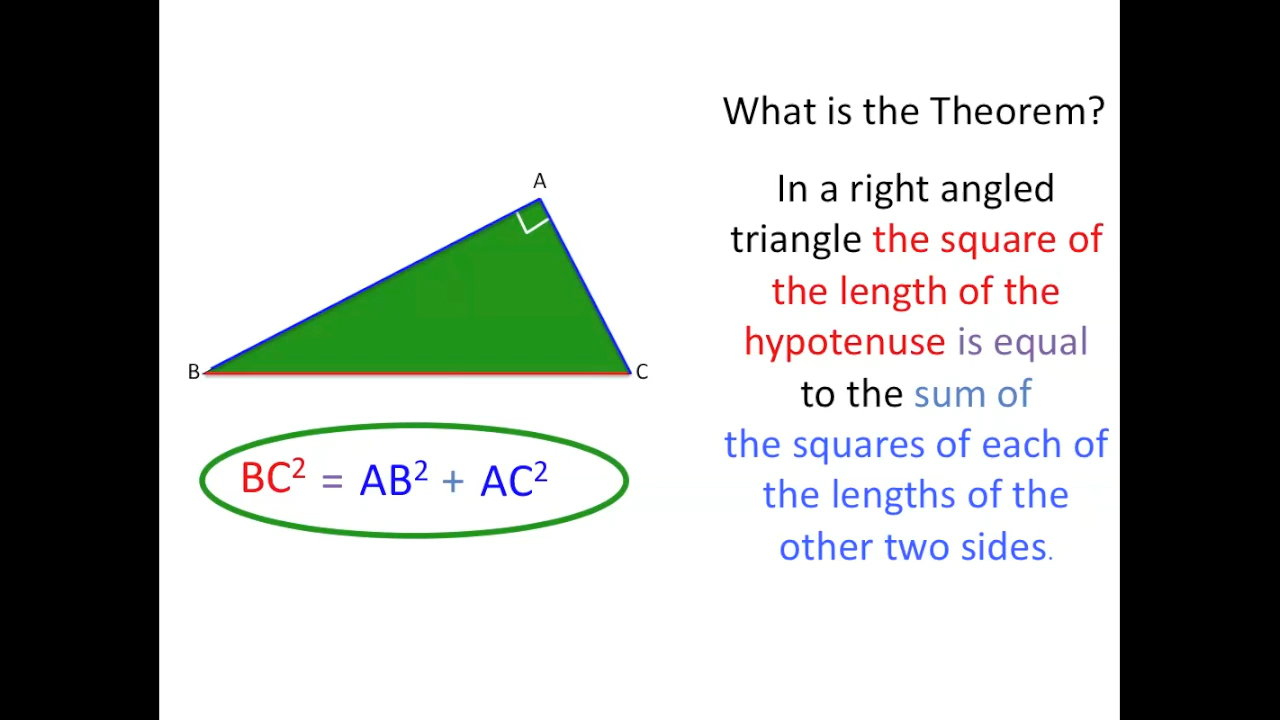 What is the Theorem?
In a right angled
triangle the square of
the length of the
hypotenuse is equal
to the sum of
the squares of each of
the lengths of the
other two sides.
A
B
C
BC² = AB² + AC²